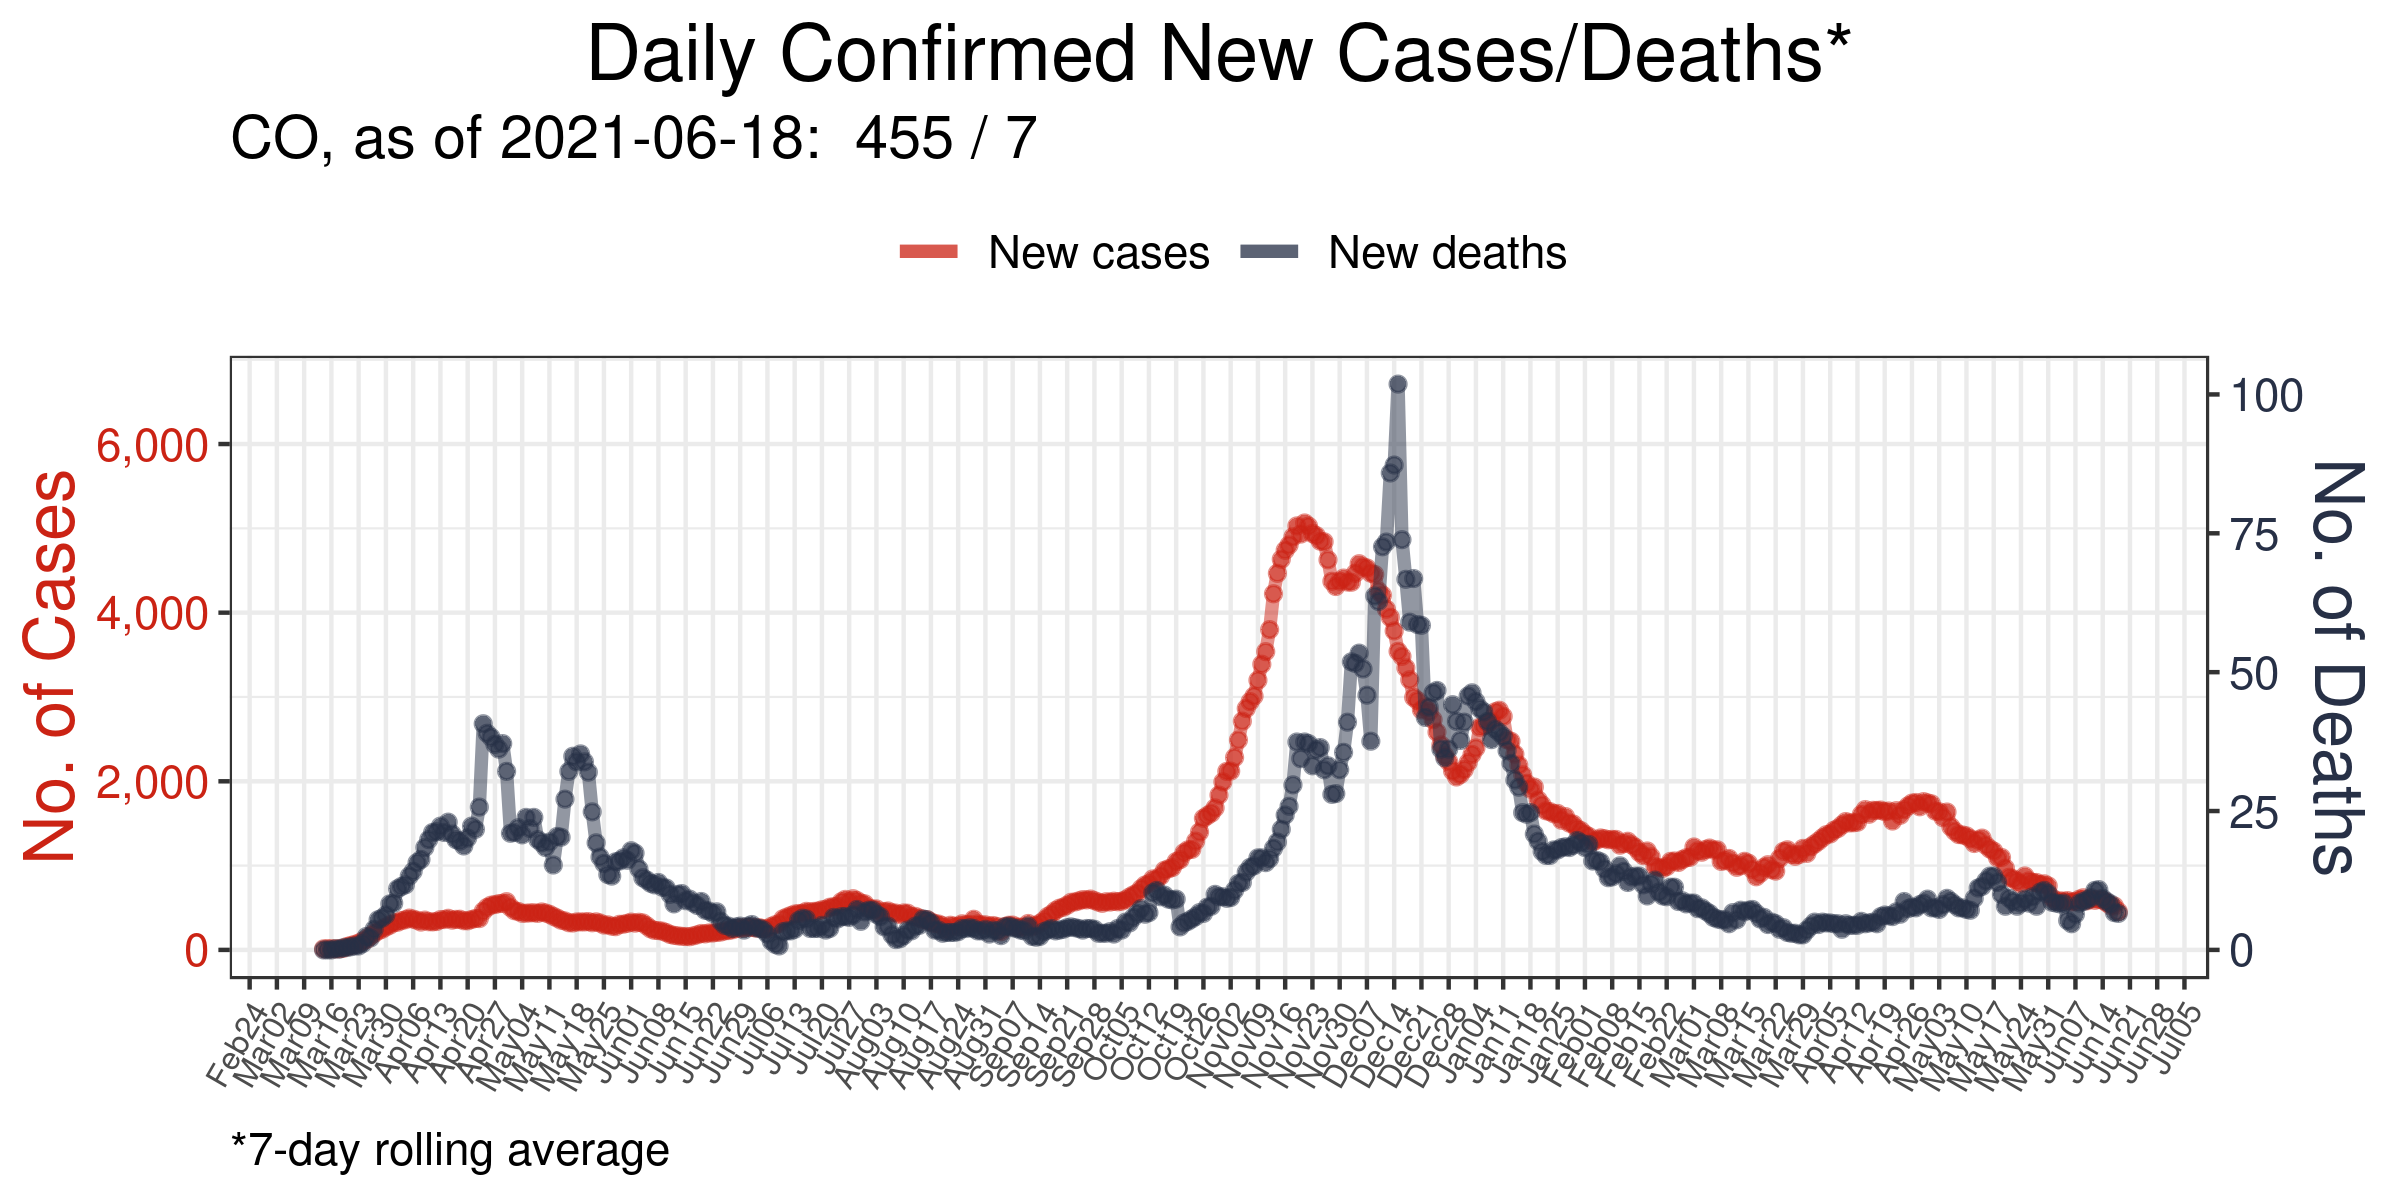 Daily Confirmed New Cases/Deaths*
CO, as of 2021-06-18:  455 / 7
New cases
New deaths
No. of Cases
6,000
4,000
2,000
0
100
75
50
25
0
No. of Deaths
Feb24
Mar02
Mar09
Mar16
Mar23
Mar30
Apr06
Apr13
Apr20
Apr27
May04
May11
May18
May25
Jun01
Jun08
Jun15
Jun22
Jun29
Jul06
Jul13
Jul20
Jul27
Aug03
Aug10
Aug17
Aug24
Aug31
Sep07
Sep14
Sep21
Sep28
Oct05
Oct12
Oct19
Oct26
Nov02
Nov09
Nov16
Nov23
Nov30
Dec07
Dec14
Dec21
Dec28
Jan04
Jan11
Jan18
Jan25
Feb01
Feb08
Feb15
Feb22
Mar01
Mar08
Mar15
Mar22
Mar29
Apr05
Apr12
Apr19
Apr26
May03
May10
May17
May24
May31
Jun07
Jun14
Jun21
Jun28
Jul05
*7-day rolling average